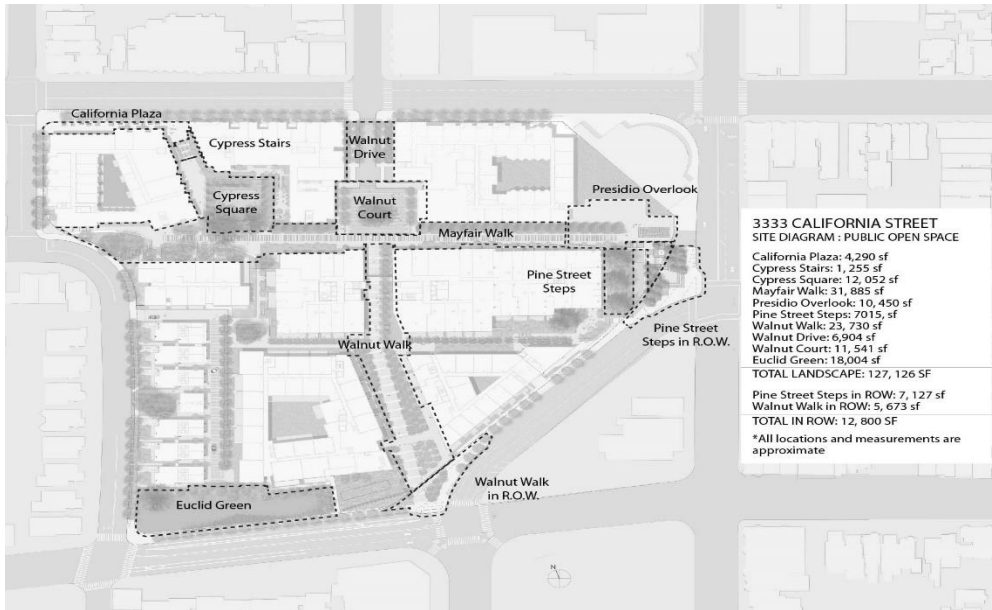 California Plaza
Cypress Stairs
Walnut
Drive
Cypress
Square
Walnut
Court
Presidio Overlook
Mayfair Walk
Pine Street
Steps
Pine Street
Steps in R.O.W.
Walnut Walk
Walnut Walk
in R.O.W.
Euclid Green
N
3333 CALIFORNIA STREET
SITE DIAGRAM : PUBLIC OPEN SPACE
California Plaza: 4,290 sf
Cypress Stairs: 1, 255 sf
Cypress Square: 12, 052 sf
Mayfair Walk: 31, 885 sf
Presidio Overlook: 10, 450 sf
Pine Street Steps: 7015, sf
Walnut Walk: 23, 730 sf
Walnut Drive: 6,904 sf
Walnut Court: 11, 541 sf
Euclid Green: 18,004 sf
TOTAL LANDSCAPE: 127, 126 SF
Pine Street Steps in ROW: 7, 127 sf
Walnut Walk in ROW: 5, 673 sf
TOTAL IN ROW: 12, 800 SF
*All locations and measurements are
approximate